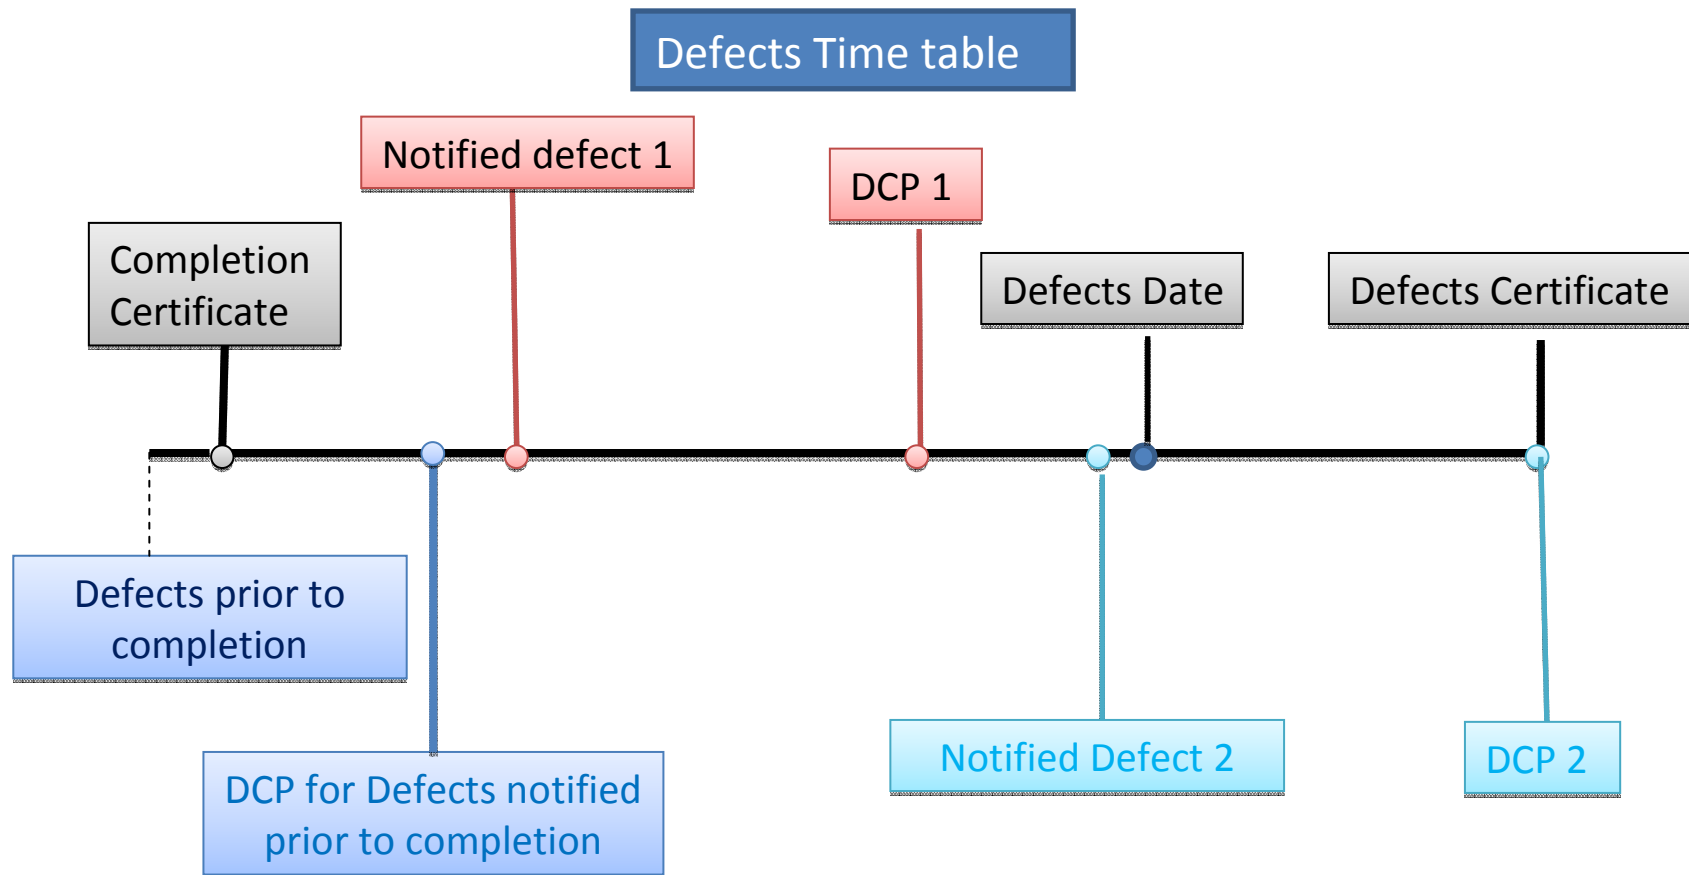 Defects Time table
Notified defect 1
DCP 1
Completion
Certificate
Defects Date
Defects Certificate
Defects prior to
completion
DCP for Defects notified
prior to completion
Notified Defect 2
DCP 2